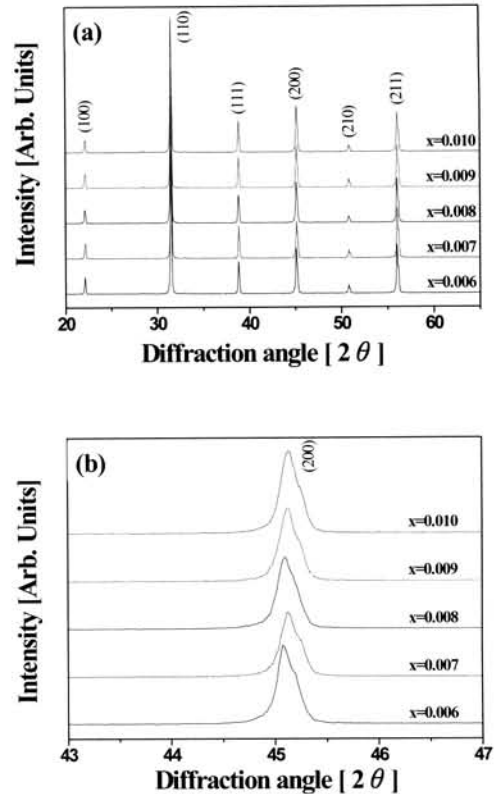 (a)
(100)
(110)
(111)
(200)
(210)
(211)
x=0.010
x=0.009
x=0.008
x=0.007
x=0.006
Intensity [Arb. Units]
20 30 40 50 60
Diffraction angle [ 2 θ ]
(b)
(200)
x=0.010
x=0.009
x=0.008
x=0.007
x=0.006
Intensity [Arb. Units]
43 44 45 46 47
Diffraction angle [ 2 θ ]